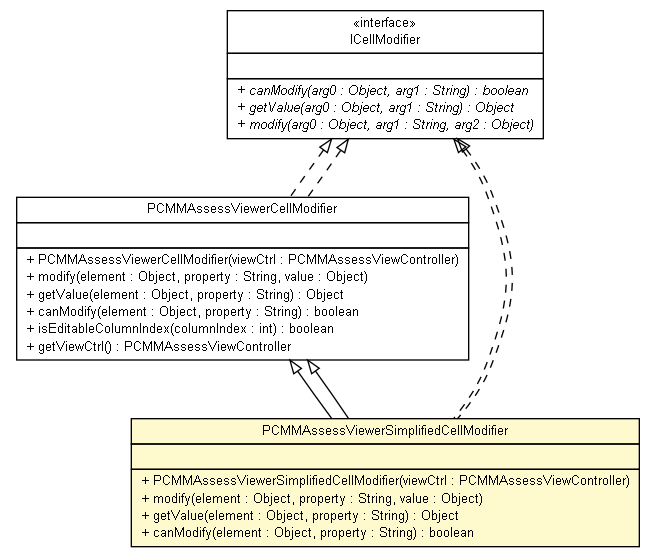 «interface»
ICellModifier
+ canModify(arg0 : Object, arg1 : String) : boolean
+ getValue(arg0 : Object, arg1 : String) : Object
+ modify(arg0 : Object, arg1 : String, arg2 : Object)
PCMMAssessViewerCellModifier
+ PCMMAssessViewerCellModifier(viewCtrl : PCMMAssessViewController)
+ modify(element : Object, property : String, value : Object)
+ getValue(element : Object, property : String) : Object
+ canModify(element : Object, property : String) : boolean
+ isEditableColumnIndex(columnIndex : int) : boolean
+ getViewCtrl() : PCMMAssessViewController
PCMMAssessViewerSimplifiedCellModifier
+ PCMMAssessViewerSimplifiedCellModifier(viewCtrl : PCMMAssessViewController)
+ modify(element : Object, property : String, value : Object)
+ getValue(element : Object, property : String) : Object
+ canModify(element : Object, property : String) : boolean